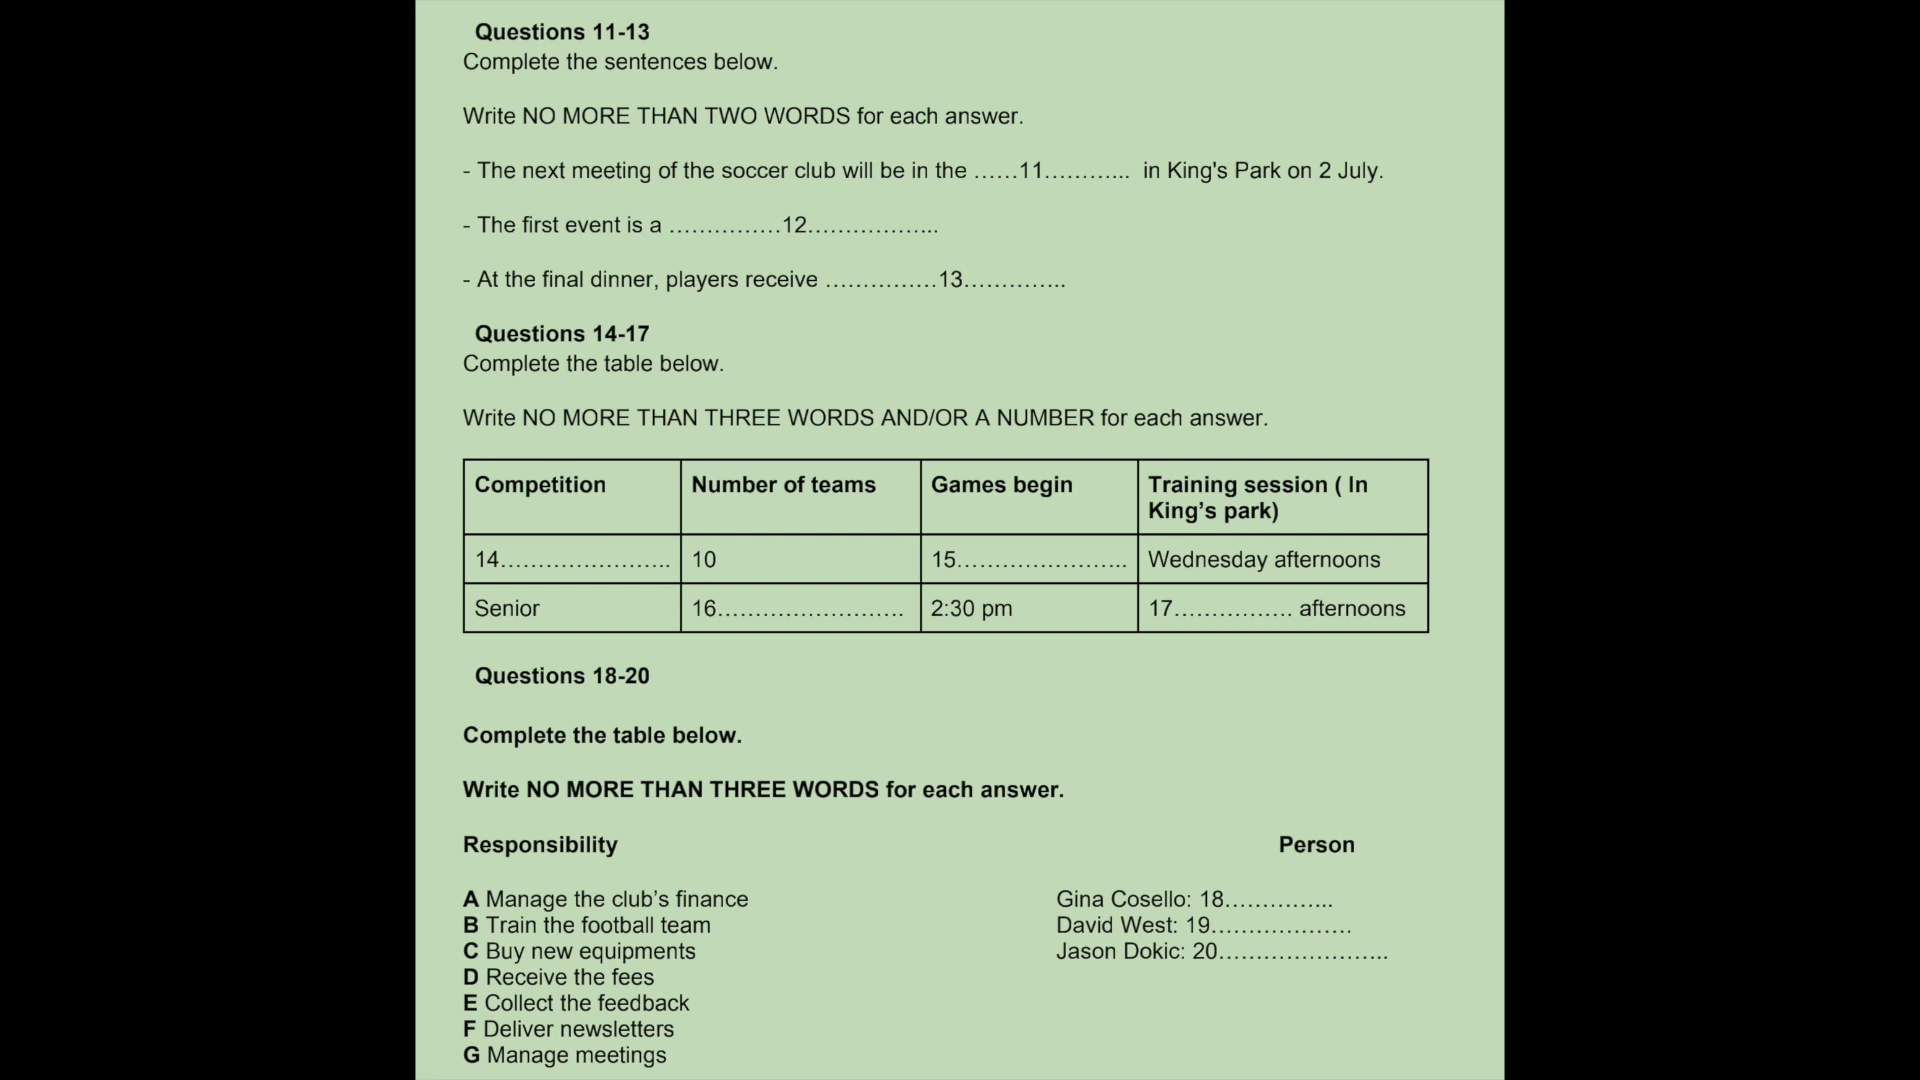 Questions 11-13
Complete the sentences below.
Write NO MORE THAN TWO WORDS for each answer.
- The next meeting of the soccer club will be in the ……11………... in King's Park on 2 July.
- The first event is a ……………12……………...
- At the final dinner, players receive ……………13…………..
Questions 14-17
Complete the table below.
Write NO MORE THAN THREE WORDS AND/OR A NUMBER for each answer.
Competition Number of teams Games begin Training session ( In
King’s park)
14………………….. 10 15………………….. Wednesday afternoons
Senior 16……………………. 2:30 pm 17……………. afternoons
Questions 18-20
Complete the table below.
Write NO MORE THAN THREE WORDS for each answer.
Responsibility Person
A Manage the club’s finance Gina Cosello: 18…………...
B Train the football team David West: 19……………….
C Buy new equipments Jason Dokic: 20…………………..
D Receive the fees
E Collect the feedback
F Deliver newsletters
G Manage meetings